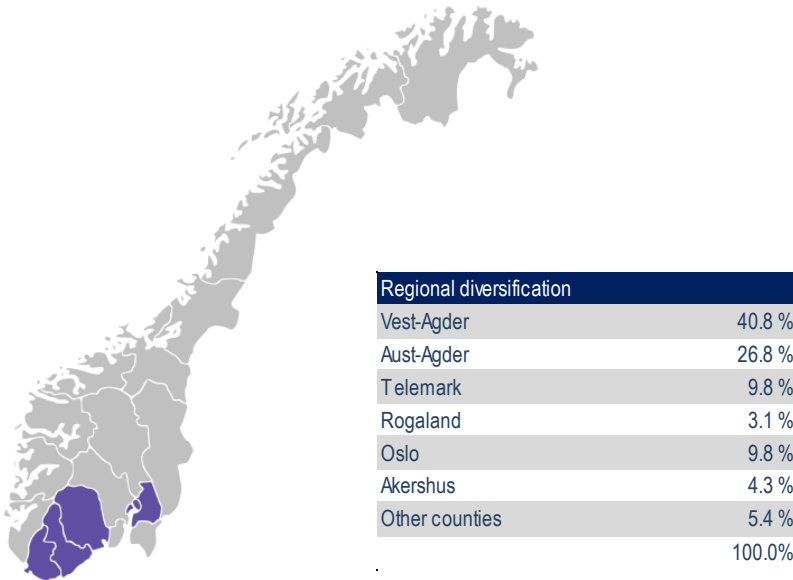 Regional diversification
Vest-Agder 40.8 %
Aust-Agder 26.8 %
Telemark 9.8 %
Rogaland 3.1 %
Oslo 9.8 %
Akershus 4.3 %
Other counties 5.4 %
100.0%